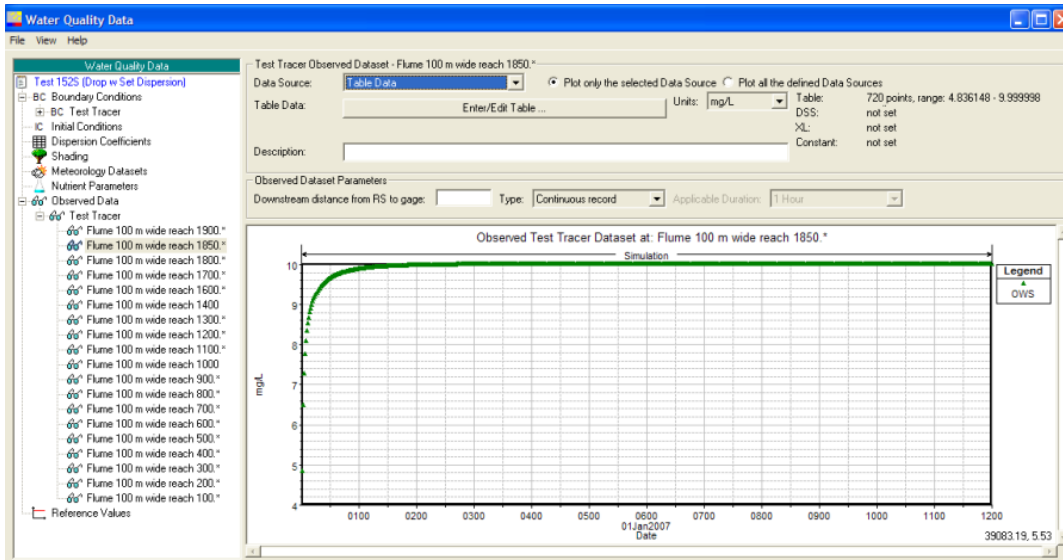 Water Quality Data
File View Help
Water Quality Data
Test 152S (Drop w Set Dispersion)
BC Boundary Conditions
BC Test Tracer
IC Initial Conditions
Dispersion Coefficients
Shading
Meteorology Datasets
Nutrient Parameters
Observed Data
Test Tracer
Flume 100 m wide reach 1900.*
Flume 100 m wide reach 1850.*
Flume 100 m wide reach 1800.*
Flume 100 m wide reach 1700.*
Flume 100 m wide reach 1600.*
Flume 100 m wide reach 1400
Flume 100 m wide reach 1300.*
Flume 100 m wide reach 1200.*
Flume 100 m wide reach 1100.*
Flume 100 m wide reach 1000
Flume 100 m wide reach 900.*
Flume 100 m wide reach 800.*
Flume 100 m wide reach 700.*
Flume 100 m wide reach 600.*
Flume 100 m wide reach 500.*
Flume 100 m wide reach 400.*
Flume 100 m wide reach 300.*
Flume 100 m wide reach 200.*
Flume 100 m wide reach 100.*
Reference Values
Test Tracer Observed Dataset - Flume 100 m wide reach 1850.*
Data Source: Table Data Plot only the selected Data Source Plot all the defined Data Sources
Table Data: Enter/Edit Table ... Units: mg/L Table: 720 points, range: 4.836148 - 9.999998
DSS: not set
XL: not set
Constant: not set
Description:
Observed Dataset Parameters
Downstream distance from RS to gage: Type: Continuous record Applicable Duration: 1 Hour
Observed Test Tracer Dataset at: Flume 100 m wide reach 1850.*
Simulation
Legend
OWS
10
9
8
7
6
5
4
mg/L
0100 0200 0300 0400 0500 0600 0700 0800 0900 1000 1100 1200
01Jan2007
Date
39083.19, 5.53